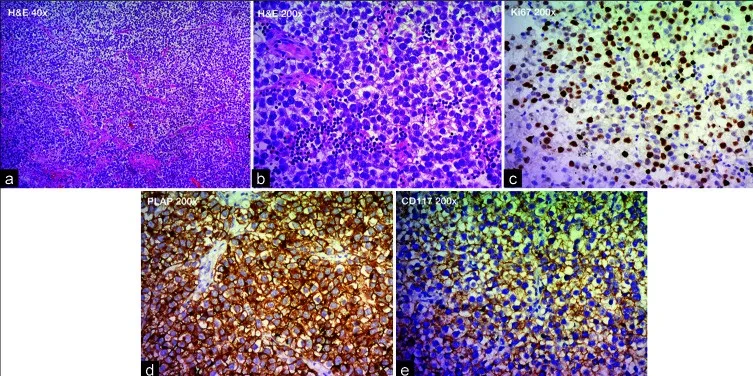 H&E 40x
a
H&E 200x
b
Ki67 200x
c
PLAP 200x
d
CD117 200x
e